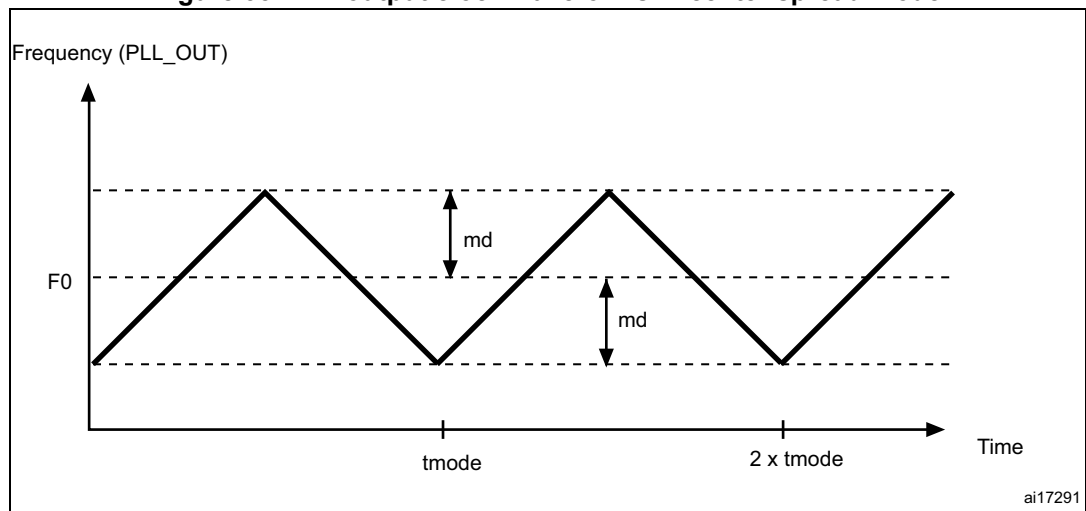 Frequency (PLL_OUT)
md
F0
md
tmode
2 x tmode
Time
ai17291